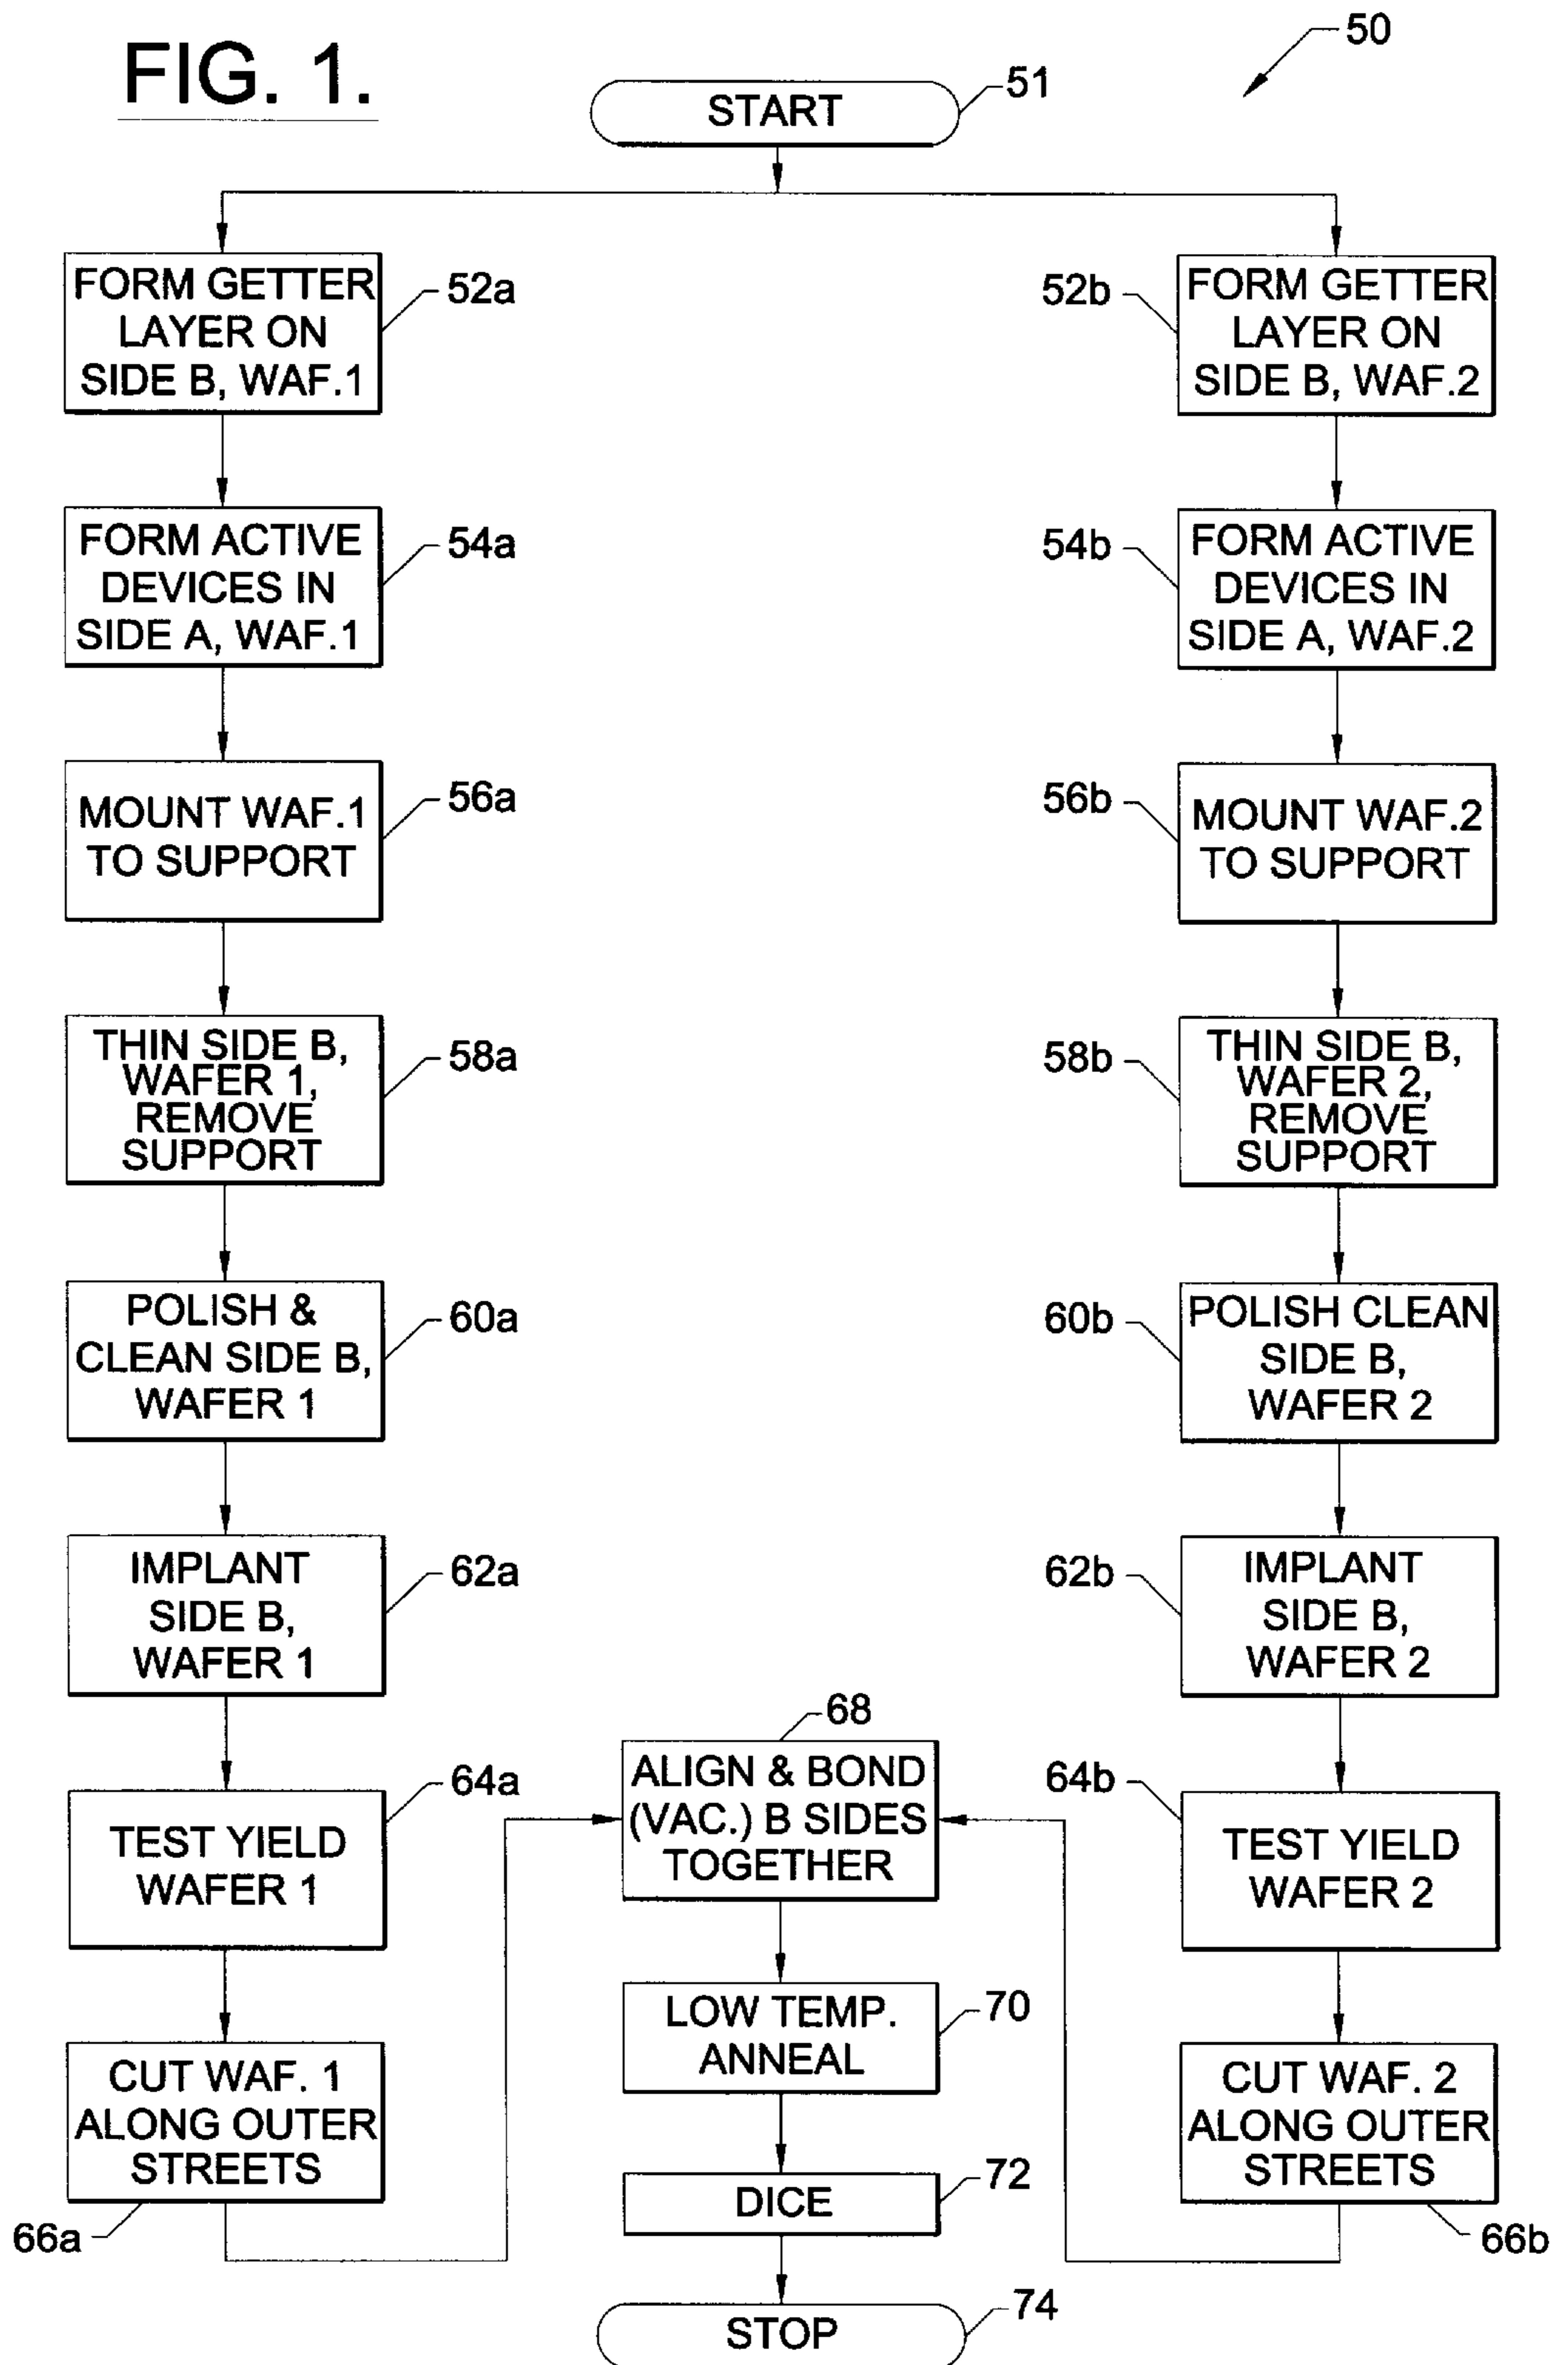 FIG. 1.
50
START
51
FORM GETTER
LAYER ON
SIDE B, WAF.1
52a
52b
FORM GETTER
LAYER ON
SIDE B, WAF.2
FORM ACTIVE
DEVICES IN
SIDE A, WAF.1
54a
54b
FORM ACTIVE
DEVICES IN
SIDE A, WAF.2
MOUNT WAF.1
TO SUPPORT
56a
56b
MOUNT WAF.2
TO SUPPORT
THIN SIDE B,
WAFER 1,
REMOVE
SUPPORT
58a
58b
THIN SIDE B,
WAFER 2,
REMOVE
SUPPORT
POLISH &
CLEAN SIDE B,
WAFER 1
60a
60b
POLISH CLEAN
SIDE B,
WAFER 2
IMPLANT
SIDE B,
WAFER 1
62a
62b
IMPLANT
SIDE B,
WAFER 2
TEST YIELD
WAFER 1
64a
68
ALIGN & BOND
(VAC.) B SIDES
TOGETHER
64b
TEST YIELD
WAFER 2
CUT WAF. 1
ALONG OUTER
STREETS
66a
LOW TEMP.
ANNEAL
70
CUT WAF. 2
ALONG OUTER
STREETS
66b
DICE
72
STOP
74